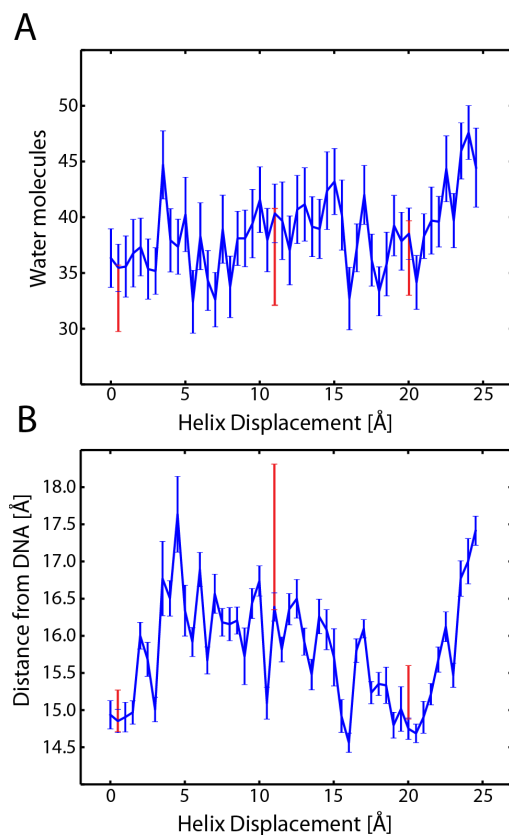 A
Water molecules
50
45
40
35
30
0 5 10 15 20 25
Helix Displacement [Å]
B
Distance from DNA [Å]
18.0
17.5
17.0
16.5
16.0
15.5
15.0
14.5
0 5 10 15 20 25
Helix Displacement [Å]